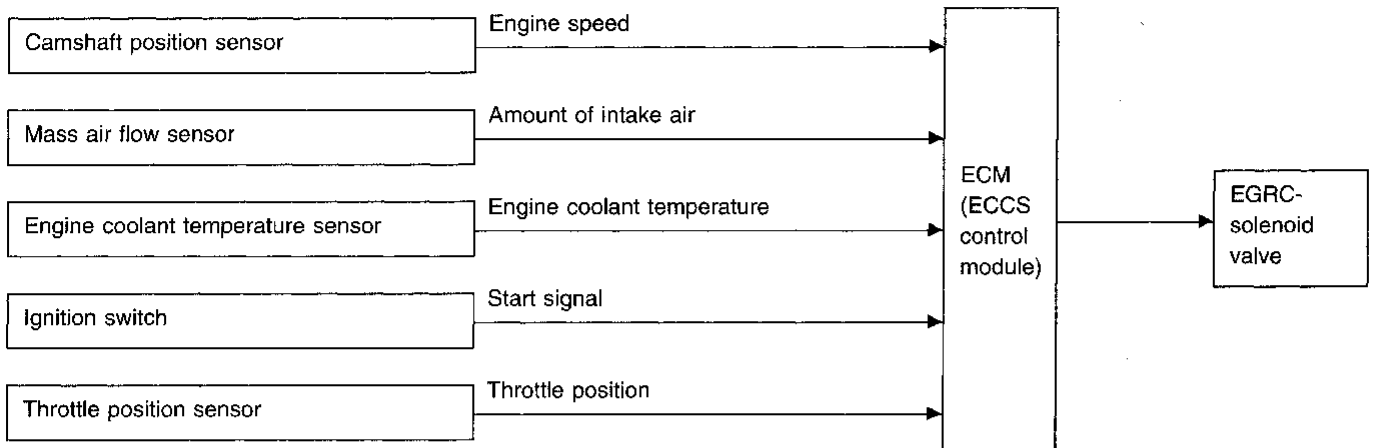 Camshaft position sensor
Engine speed
Mass air flow sensor
Amount of intake air
Engine coolant temperature sensor
Engine coolant temperature
Ignition switch
Start signal
Throttle position sensor
Throttle position
ECM
(ECCS
control
module)
EGRC-
solenoid
valve